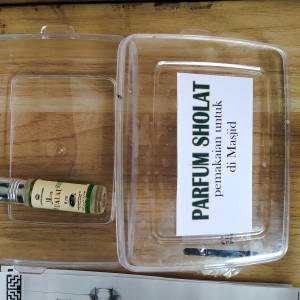 PARFUM SHOLAT
pemakaian untuk
di Masjid